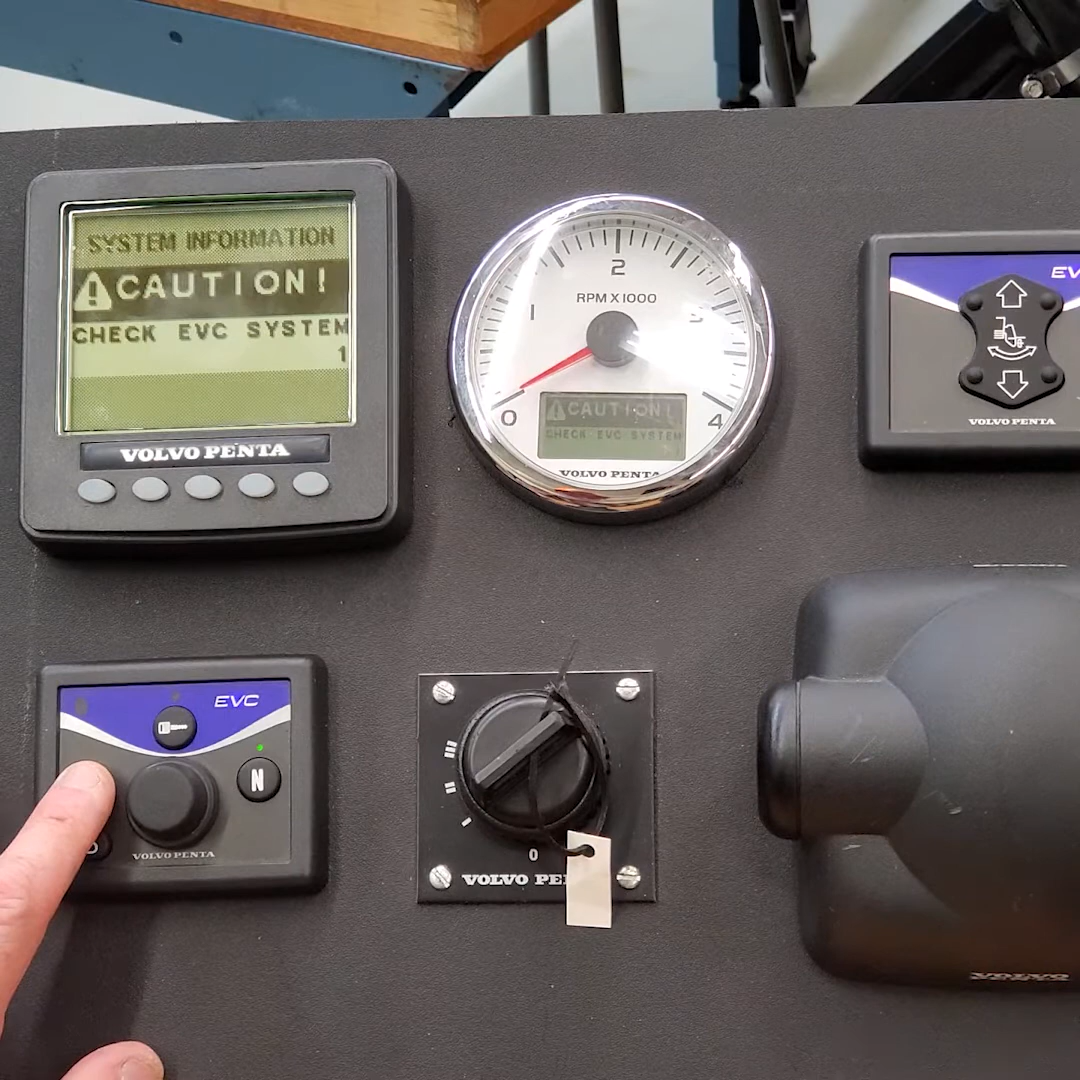 SYSTEM INFORMATION
CAUTION!
CHECK EVC SYSTEM
1
VOLVO PENTA
1
2
3
RPM X 1000
0
4
CAUTION!
CHECK EVC SYSTEM
VOLVO PENTA
VOLVO PENTA
EVC
N
VOLVO PENTA
0
VOLVO
VOLVO
PENTA